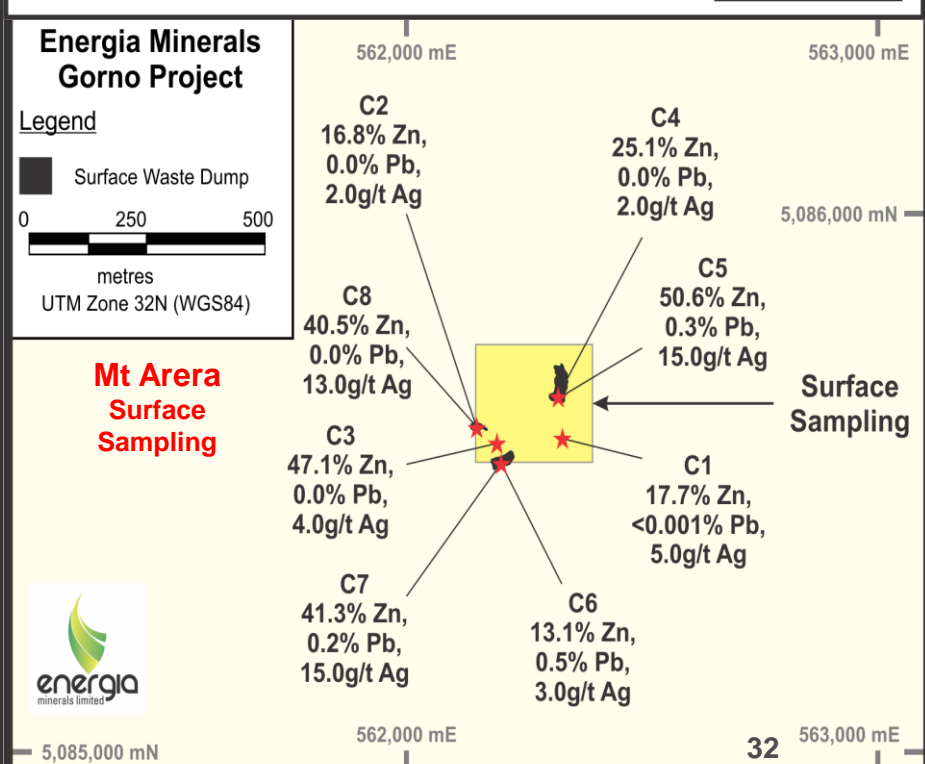 Energia Minerals
Gorno Project
Legend
Surface Waste Dump
0 250 500
metres
UTM Zone 32N (WGS84)
562,000 mE
563,000 mE
C2
16.8% Zn,
0.0% Pb,
2.0g/t Ag
C4
25.1% Zn,
0.0% Pb,
2.0g/t Ag
5,086,000 mN
C5
50.6% Zn,
0.3% Pb,
15.0g/t Ag
C8
40.5% Zn,
0.0% Pb,
13.0g/t Ag
Mt Arera
Surface
Sampling
Surface
Sampling
C3
47.1% Zn,
0.0% Pb,
4.0g/t Ag
C1
17.7% Zn,
<0.001% Pb,
5.0g/t Ag
C7
41.3% Zn,
0.2% Pb,
15.0g/t Ag
C6
13.1% Zn,
0.5% Pb,
3.0g/t Ag
energia
minerals limited
5,085,000 mN
562,000 mE
32
563,000 mE